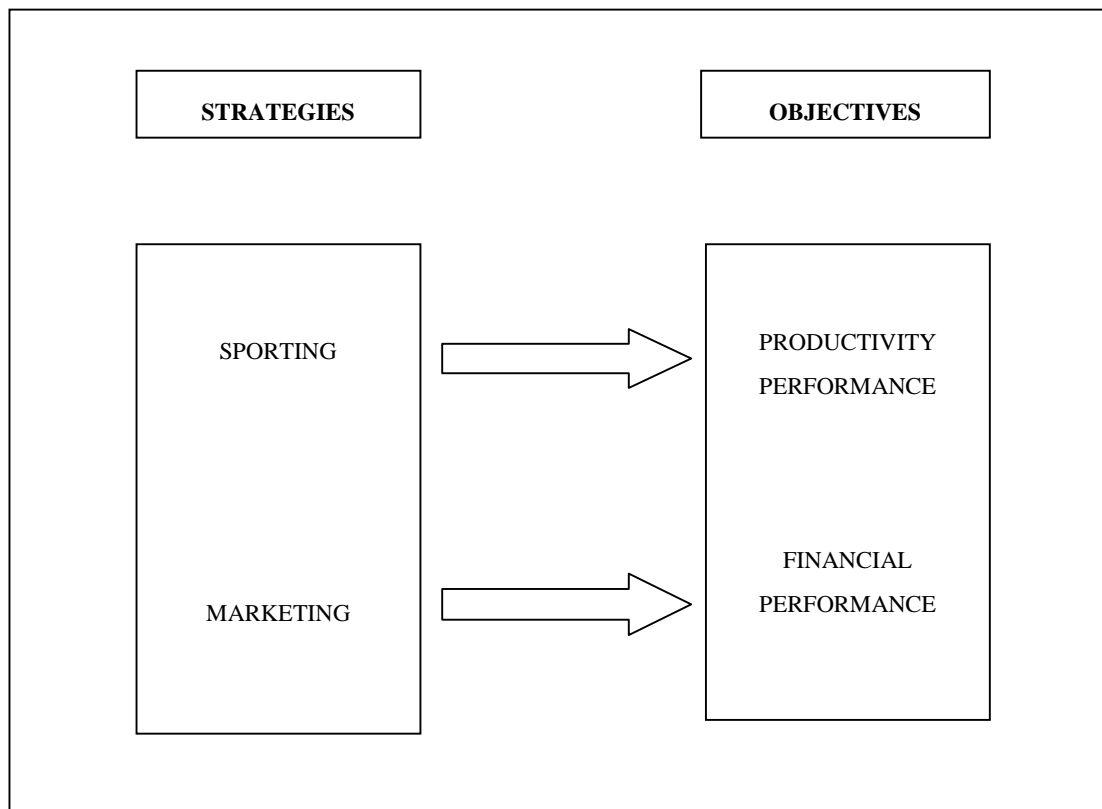 STRATEGIES
OBJECTIVES
SPORTING
PRODUCTIVITY
PERFORMANCE
MARKETING
FINANCIAL
PERFORMANCE